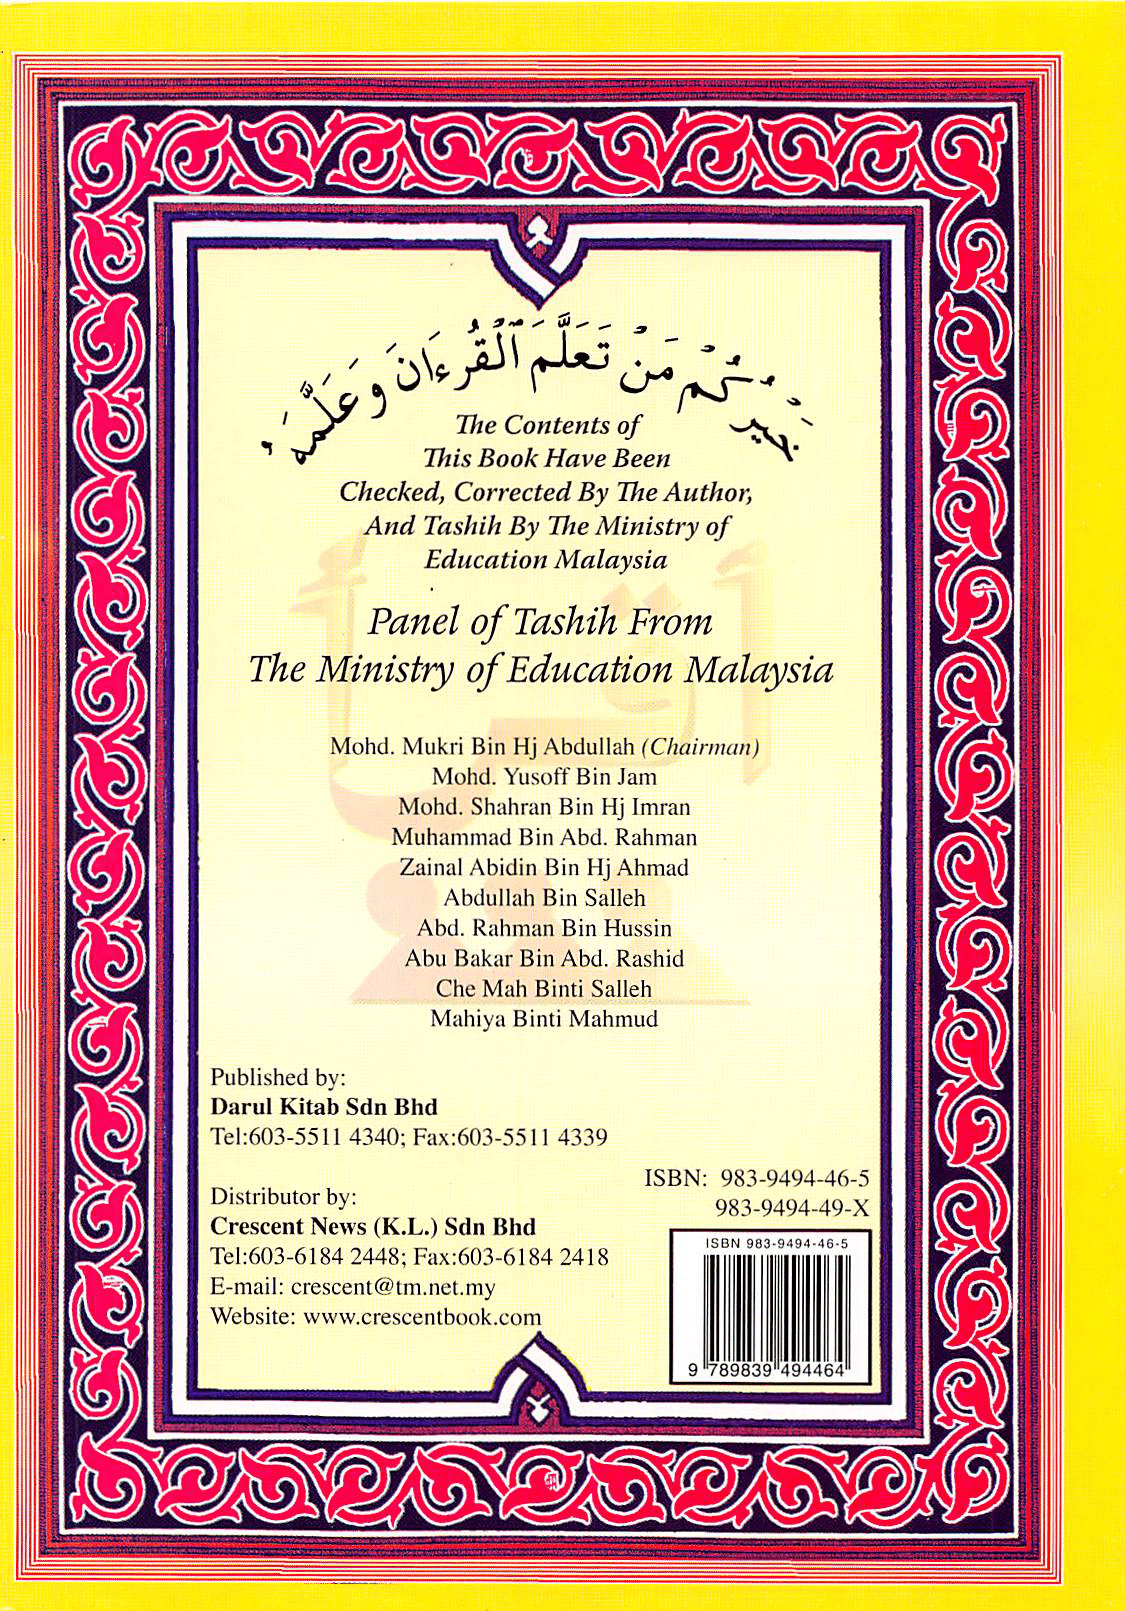 خَيْرُكُمْ مَنْ تَعَلَّمَ ٱلْقُرْءَانَ وَعَلَّمَهُ
The Contents of
This Book Have Been
Checked, Corrected By The Author,
And Tashih By The Ministry of
Education Malaysia
Panel of Tashih From
The Ministry of Education Malaysia
Mohd. Mukri Bin Hj Abdullah (Chairman)
Mohd. Yusoff Bin Jam
Mohd. Shahran Bin Hj Imran
Muhammad Bin Abd. Rahman
Zainal Abidin Bin Hj Ahmad
Abdullah Bin Salleh
Abd. Rahman Bin Hussin
Abu Bakar Bin Abd. Rashid
Che Mah Binti Salleh
Mahiya Binti Mahmud
Published by:
Darul Kitab Sdn Bhd
Tel:603-5511 4340; Fax:603-5511 4339
Distributor by:
Crescent News (K.L.) Sdn Bhd
Tel:603-6184 2448; Fax:603-6184 2418
E-mail: crescent@tm.net.my
Website: www.crescentbook.com
ISBN: 983-9494-46-5
983-9494-49-X
ISBN 983-9494-46-5
9 789839 494464
إقرأ